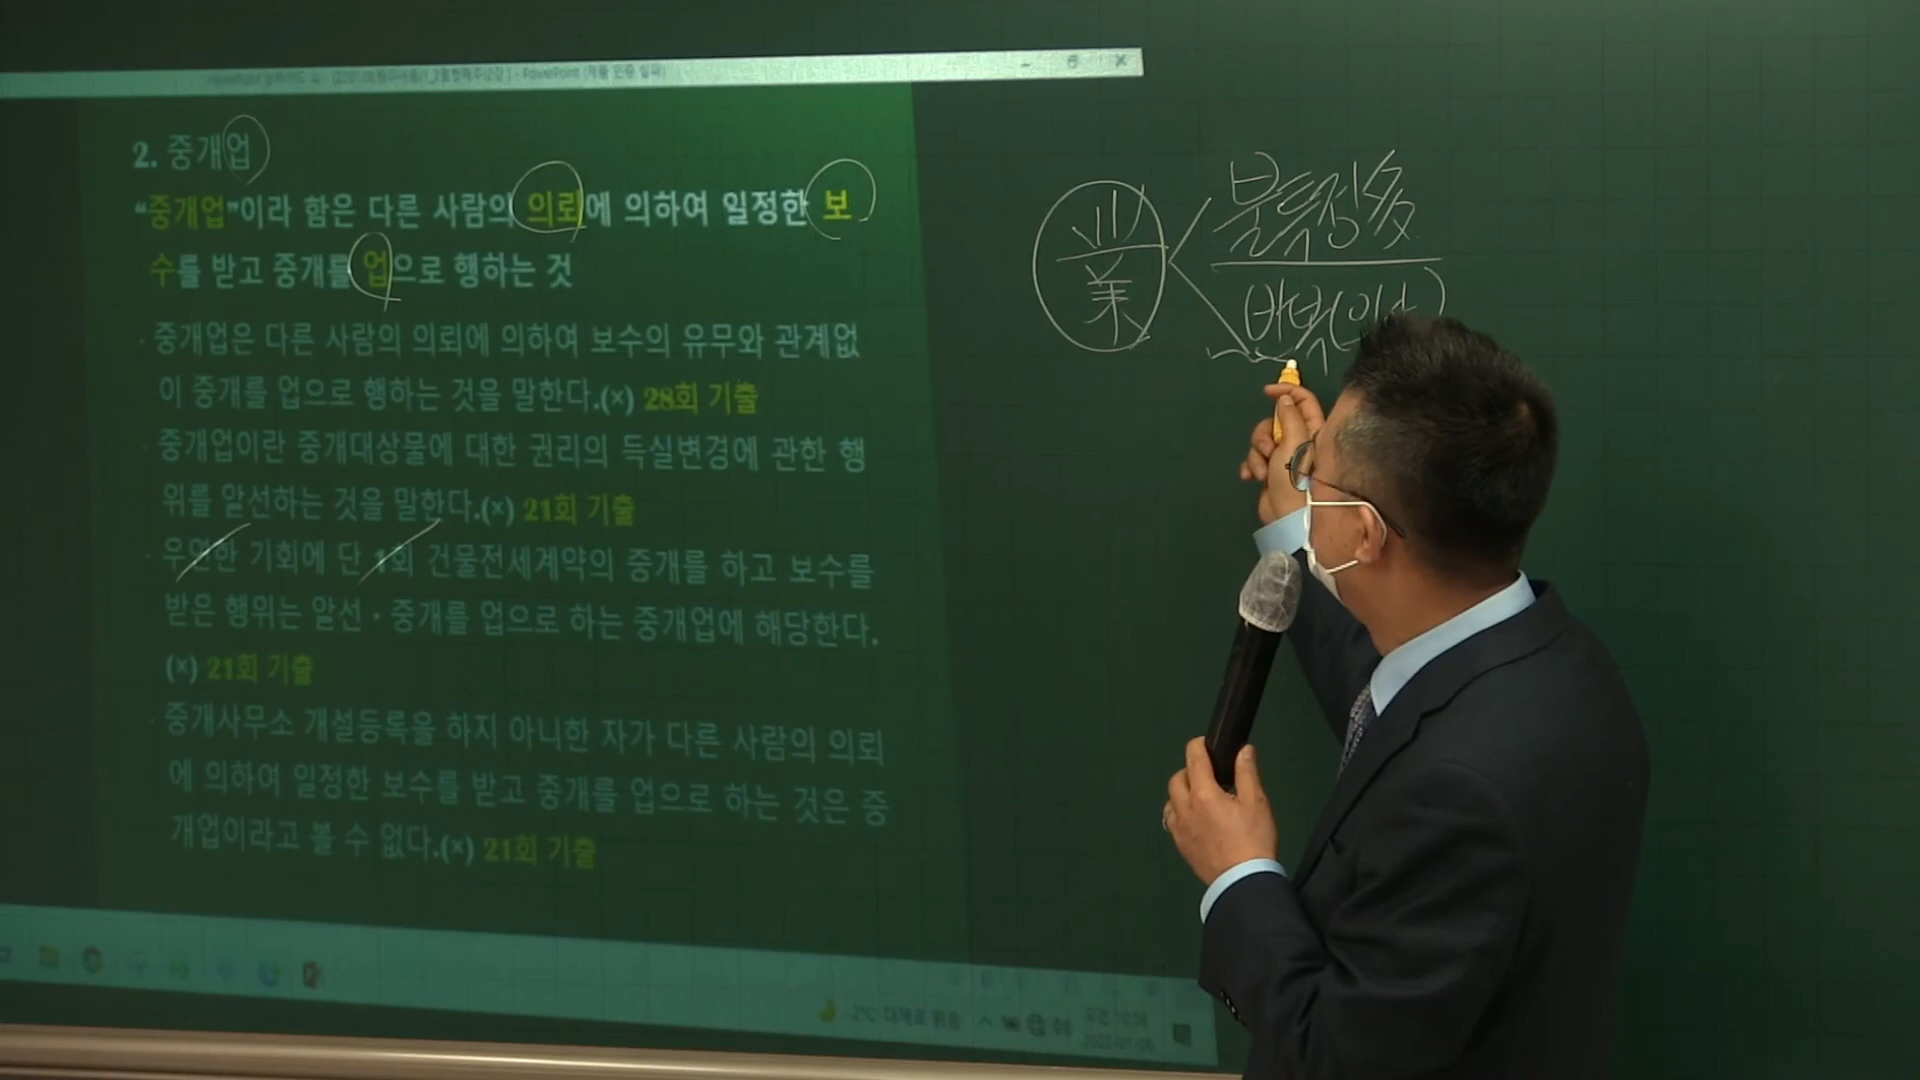 2. 중개업
“중개업”이라 함은 다른 사람의 의뢰에 의하여 일정한 보
수를 받고 중개를 업으로 행하는 것
· 중개업은 다른 사람의 의뢰에 의하여 보수의 유무와 관계없
이 중개를 업으로 행하는 것을 말한다.(×) 28회 기출
· 중개업이란 중개대상물에 대한 권리의 득실변경에 관한 행
위를 알선하는 것을 말한다.(×) 21회 기출
· 우연한 기회에 단 1회 건물전세계약의 중개를 하고 보수를
받은 행위는 알선·중개를 업으로 하는 중개업에 해당한다.
(×) 21회 기출
· 중개사무소 개설등록을 하지 아니한 자가 다른 사람의 의뢰
에 의하여 일정한 보수를 받고 중개를 업으로 하는 것은 중
개업이라고 볼 수 없다.(×) 21회 기출
業
불특정多
반복